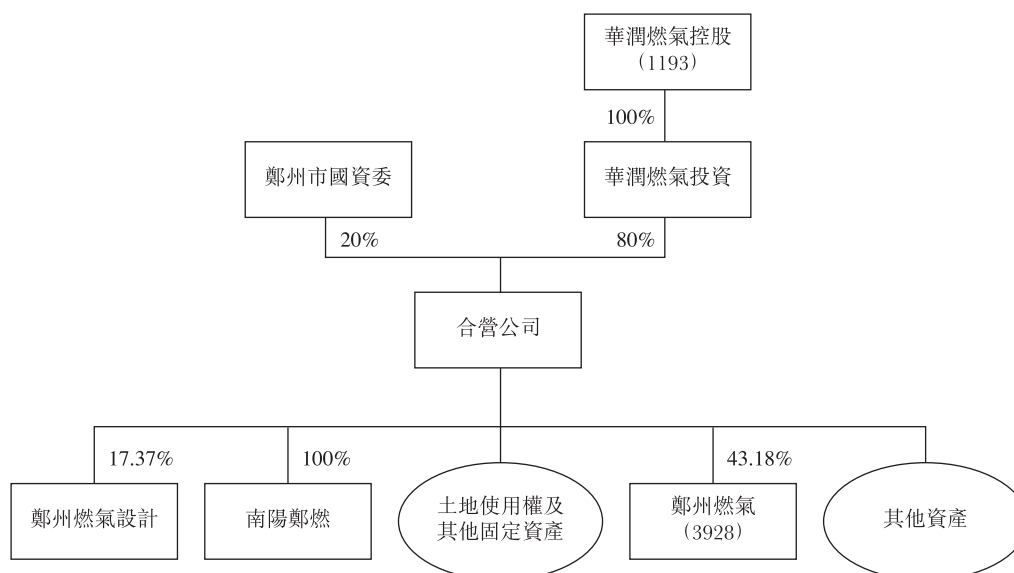 華潤燃氣控股
(1193)
100%
鄭州市國資委
華潤燃氣投資
20%
80%
合營公司
17.37%
100%
43.18%
鄭州燃氣設計
南陽鄭燃
土地使用權及
其他固定資產
鄭州燃氣
(3928)
其他資產